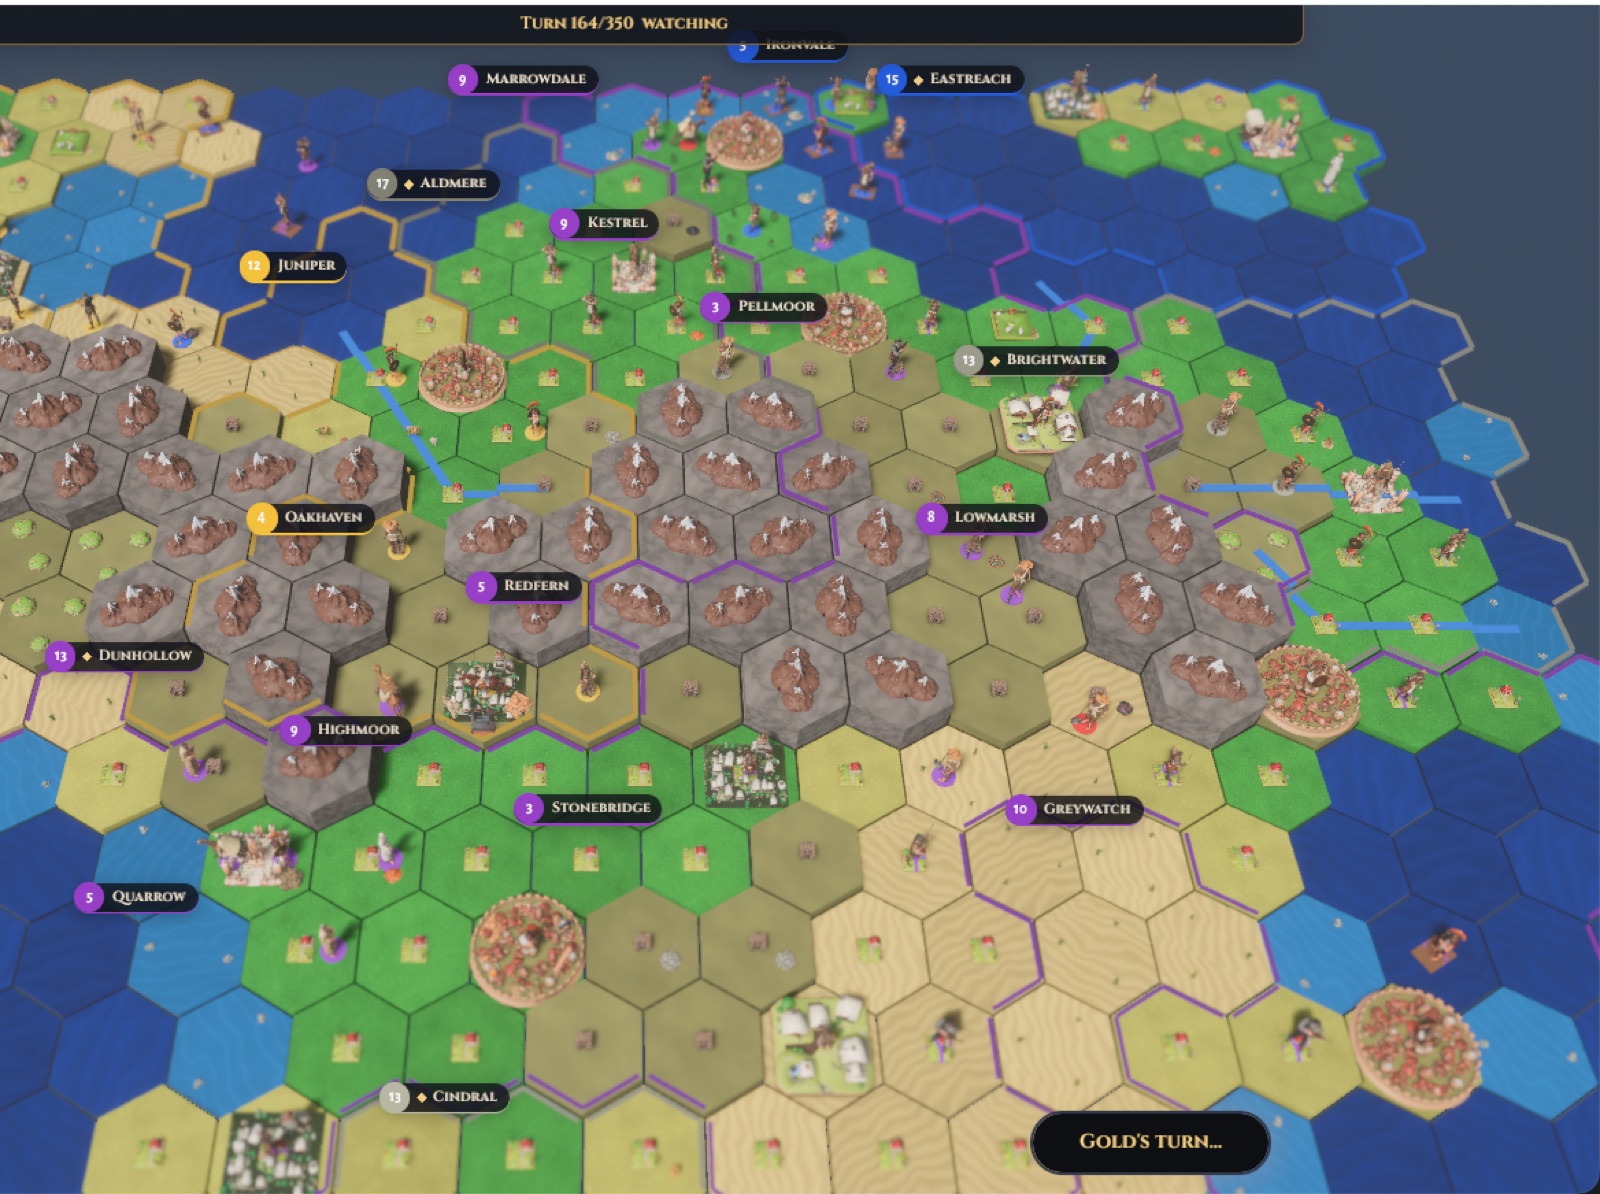 TURN 164/350 WATCHING
5 IRONVALE
9 MARROWDALE
15 EASTREACH
17 ALDMERE
9 KESTREL
12 JUNIPER
3 PELLMOOR
13 BRIGHTWATER
4 OAKHAVEN
8 LOWMARSH
5 REDFERN
13 DUNHOLLOW
9 HIGHMOOR
3 STONEBRIDGE
10 GREYWATCH
5 QUARROW
13 CINDRAL
GOLD'S TURN...